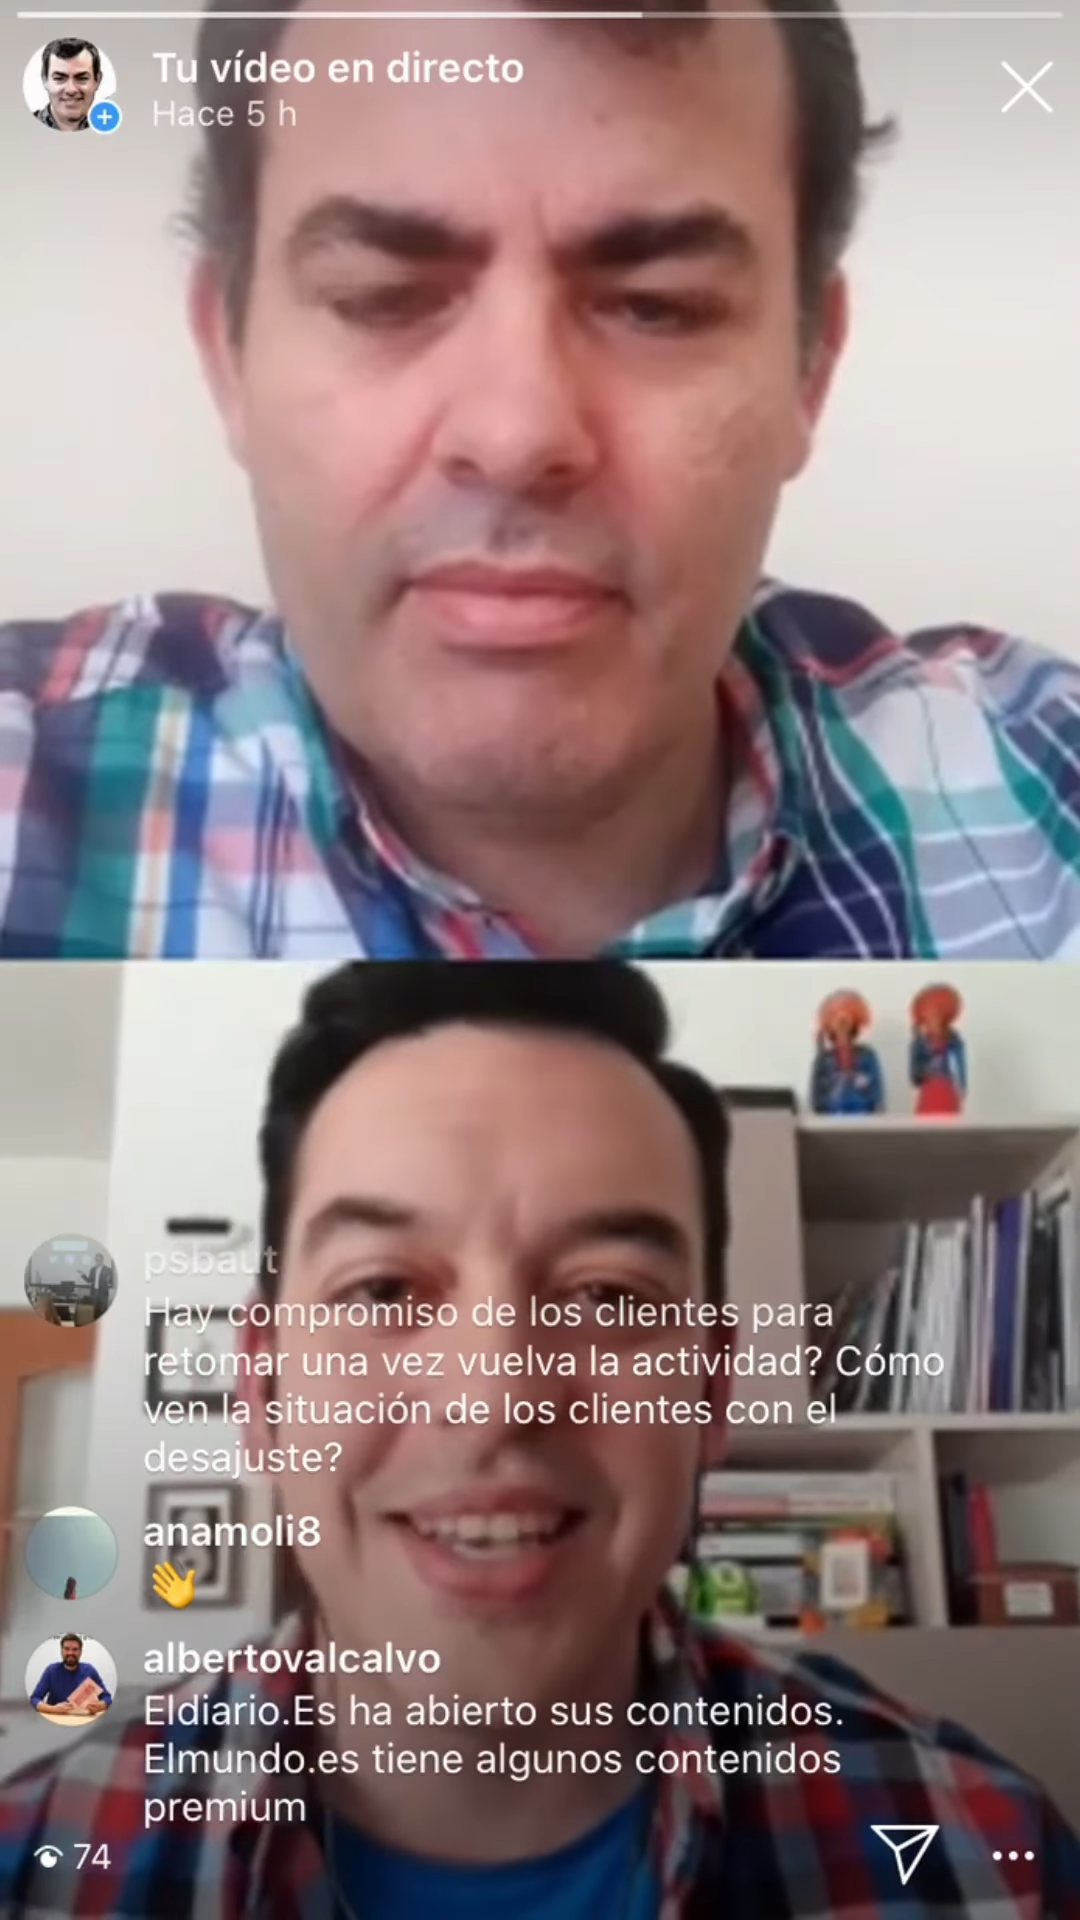 Tu vídeo en directo
Hace 5 h
psbaut
Hay compromiso de los clientes para
retomar una vez vuelva la actividad? Cómo
ven la situación de los clientes con el
desajuste?
anamoli8
👋
albertovalcalvo
Eldiario.Es ha abierto sus contenidos.
Elmundo.es tiene algunos contenidos
premium
74